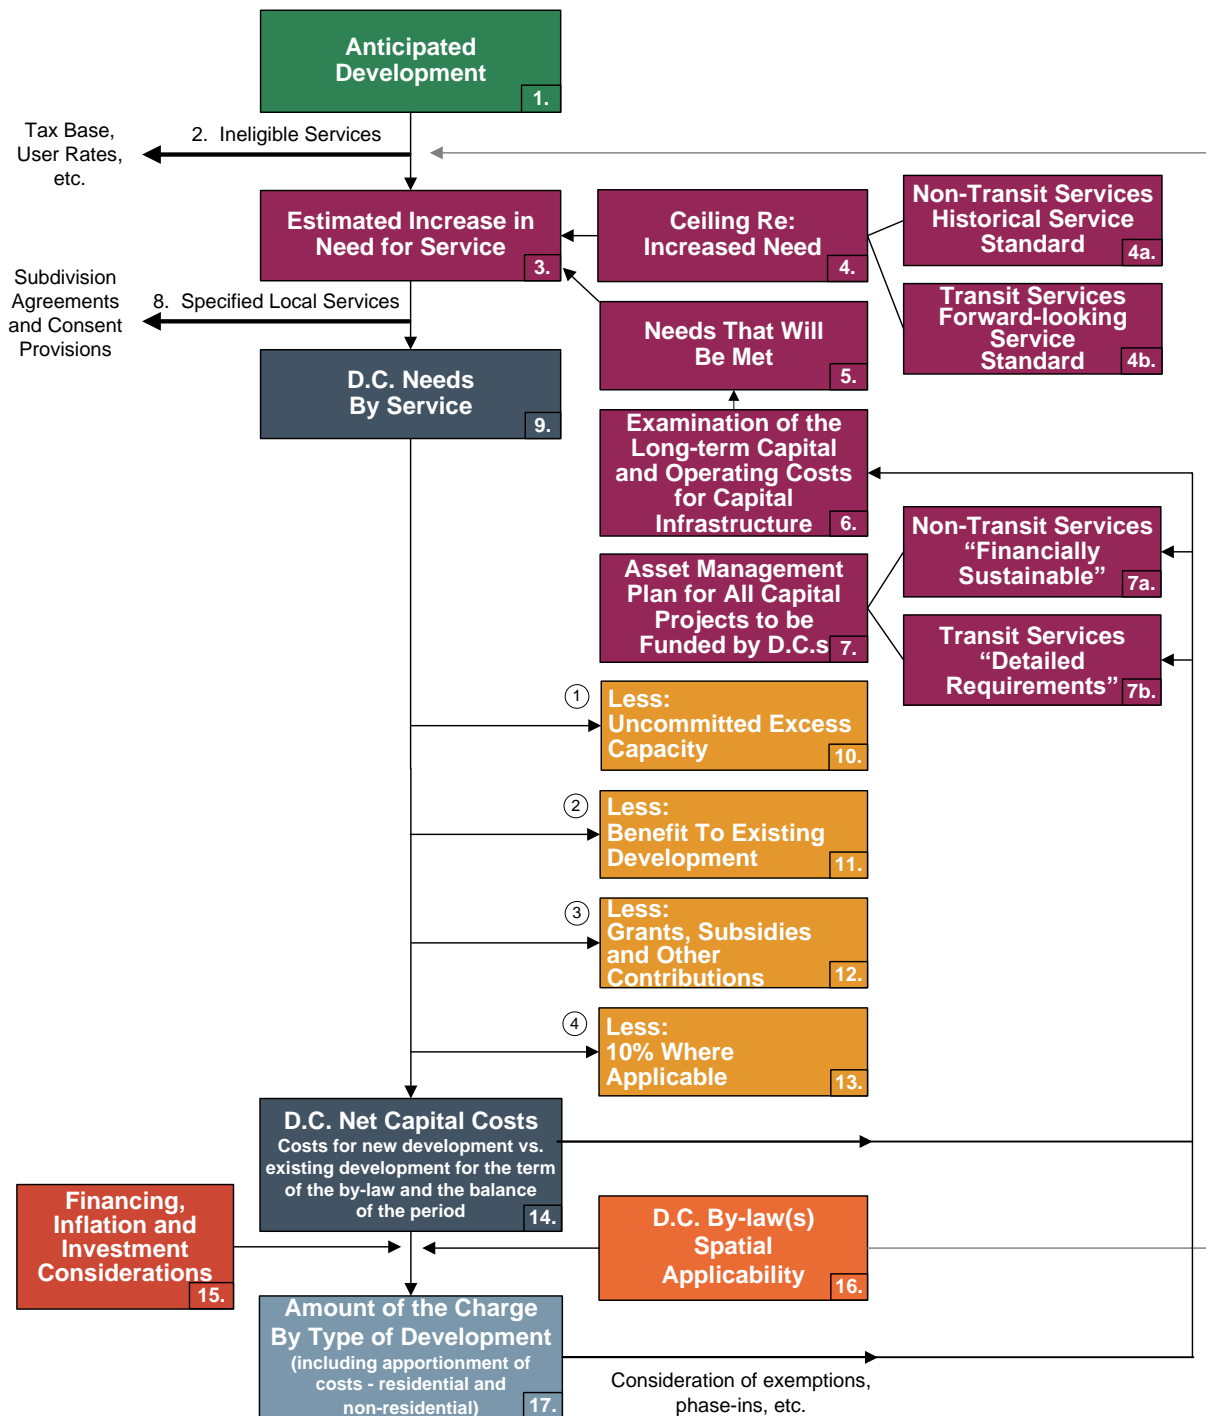 Anticipated
Development
1.
2. Ineligible Services
Tax Base,
User Rates,
etc.
Estimated Increase in
Need for Service
3.
Ceiling Re:
Increased Need
4.
Non-Transit Services
Historical Service
Standard
4a.
Transit Services
Forward-looking
Service
Standard
4b.
Subdivision
Agreements
and Consent
Provisions
8. Specified Local Services
Needs That Will
Be Met
5.
D.C. Needs
By Service
9.
Examination of the
Long-term Capital
and Operating Costs
for Capital
Infrastructure
6.
Non-Transit Services
“Financially
Sustainable”
7a.
Asset Management
Plan for All Capital
Projects to be
Funded by D.C.s
7.
Transit Services
“Detailed
Requirements”
7b.
1
Less:
Uncommitted Excess
Capacity
10.
2
Less:
Benefit To Existing
Development
11.
3
Less:
Grants, Subsidies
and Other
Contributions
12.
4
Less:
10% Where
Applicable
13.
D.C. Net Capital Costs
Costs for new development vs.
existing development for the term
of the by-law and the balance
of the period
14.
Financing,
Inflation and
Investment
Considerations
15.
D.C. By-law(s)
Spatial
Applicability
16.
Amount of the Charge
By Type of Development
(including apportionment of
costs - residential and
non-residential)
17.
Consideration of exemptions,
phase-ins, etc.